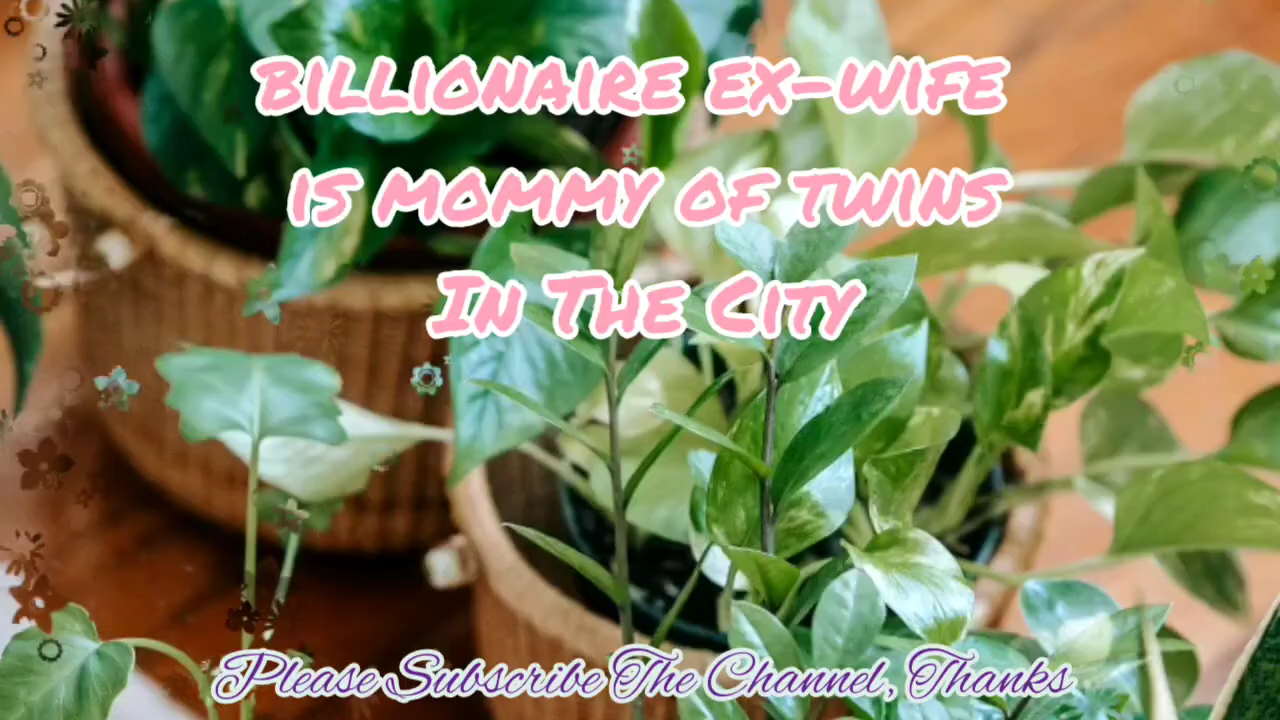 BILLIONAIRE EX-WIFE
IS MOMMY OF TWINS
IN THE CITY
Please Subscribe The Channel, Thanks